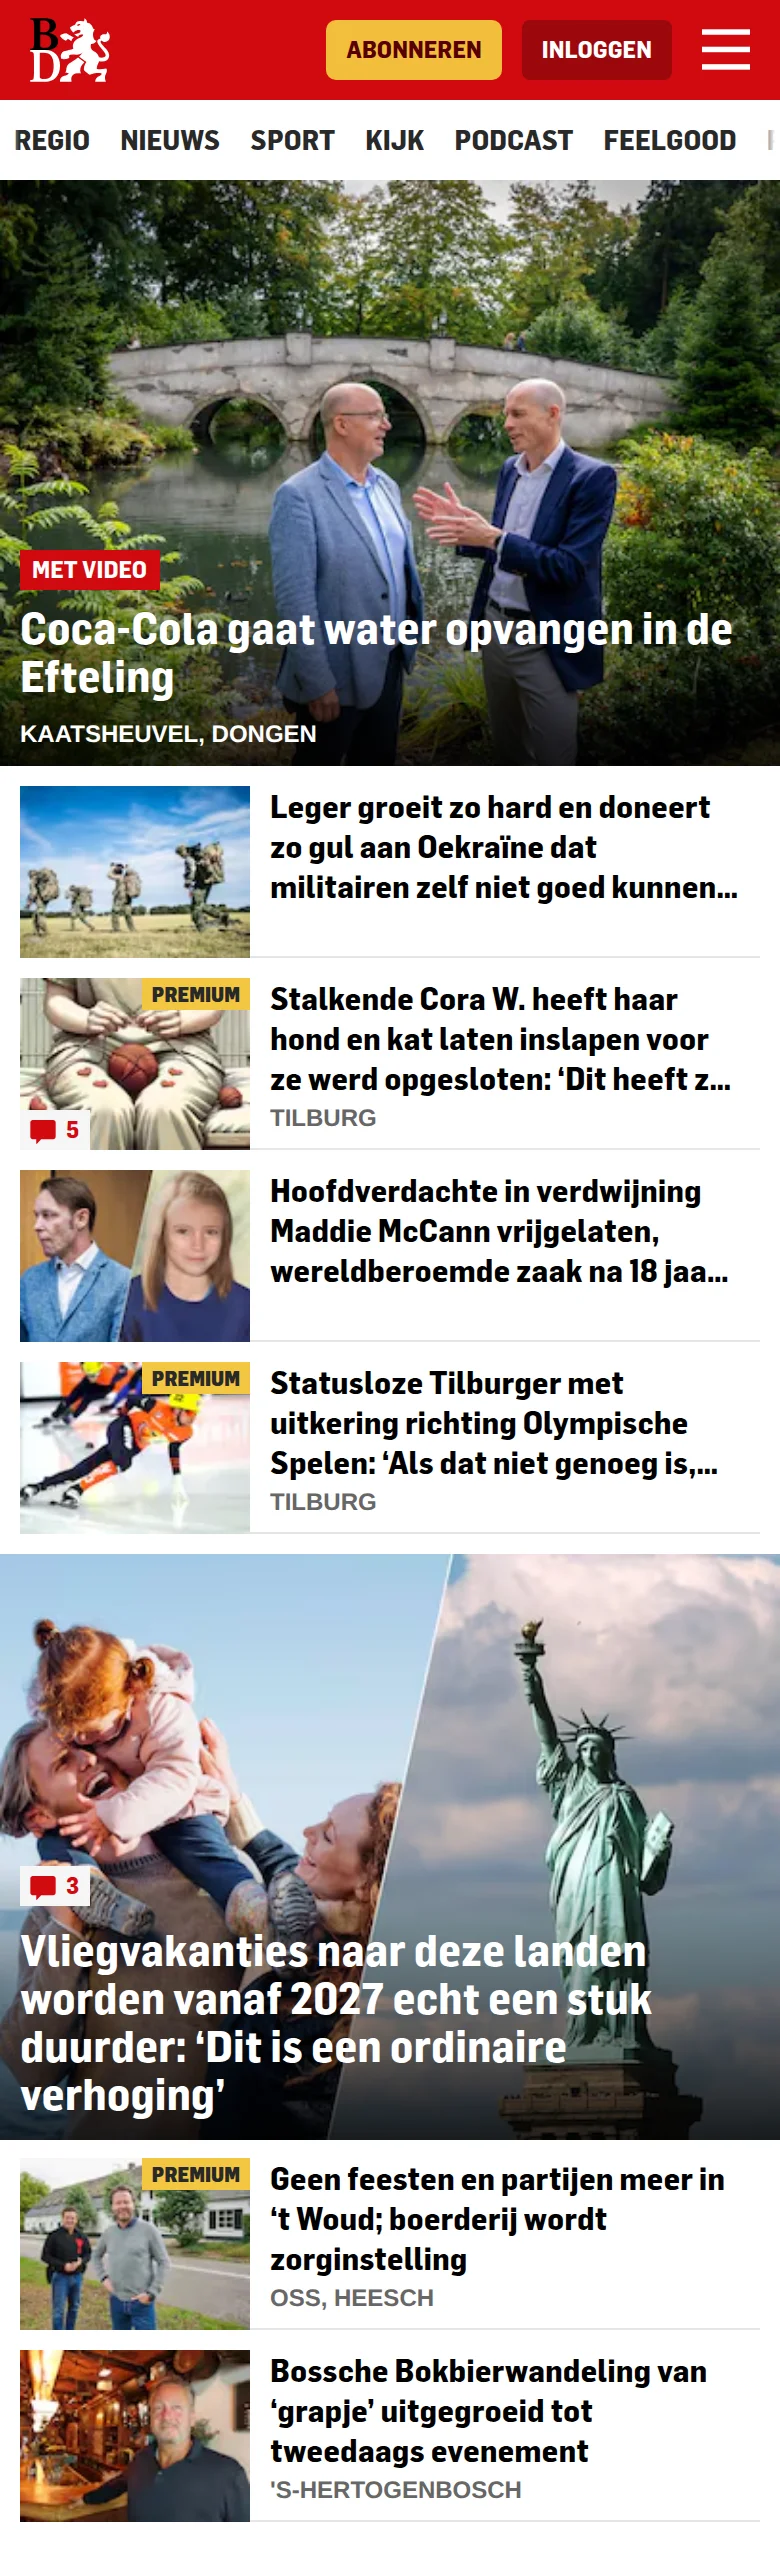 B
D
ABONNEREN
INLOGGEN
REGIO NIEUWS SPORT KIJK PODCAST FEELGOOD
MET VIDEO
Coca-Cola gaat water opvangen in de
Efteling
KAATSHEUVEL, DONGEN
Leger groeit zo hard en doneert
zo gul aan Oekraïne dat
militairen zelf niet goed kunnen...
PREMIUM
5
Stalkende Cora W. heeft haar
hond en kat laten inslapen voor
ze werd opgesloten: ‘Dit heeft z...
TILBURG
Hoofdverdachte in verdwijning
Maddie McCann vrijgelaten,
wereldberoemde zaak na 18 jaa...
PREMIUM
Statusloze Tilburger met
uitkering richting Olympische
Spelen: ‘Als dat niet genoeg is,...
TILBURG
3
Vliegvakanties naar deze landen
worden vanaf 2027 echt een stuk
duurder: ‘Dit is een ordinaire
verhoging’
PREMIUM
Geen feesten en partijen meer in
‘t Woud; boerderij wordt
zorginstelling
OSS, HEESCH
Bossche Bokbierwandeling van
‘grapje’ uitgegroeid tot
tweedaags evenement
'S-HERTOGENBOSCH